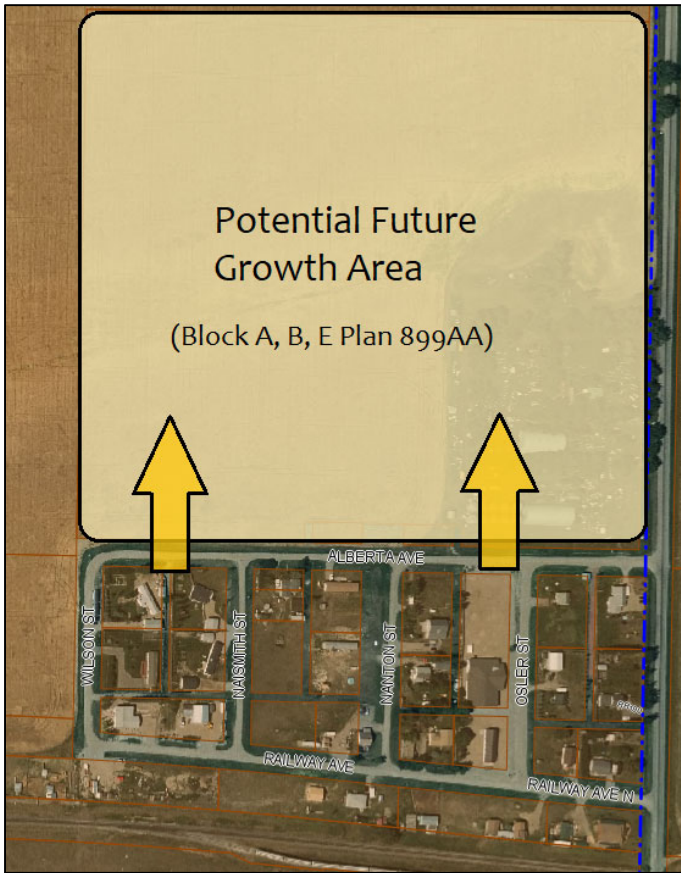 Potential Future
Growth Area
(Block A, B, E Plan 899AA)
ALBERTA AVE
WILSON ST
NAISMITH ST
NANTON ST
OSLER ST
RAILWAY AVE
RAILWAY AVE N